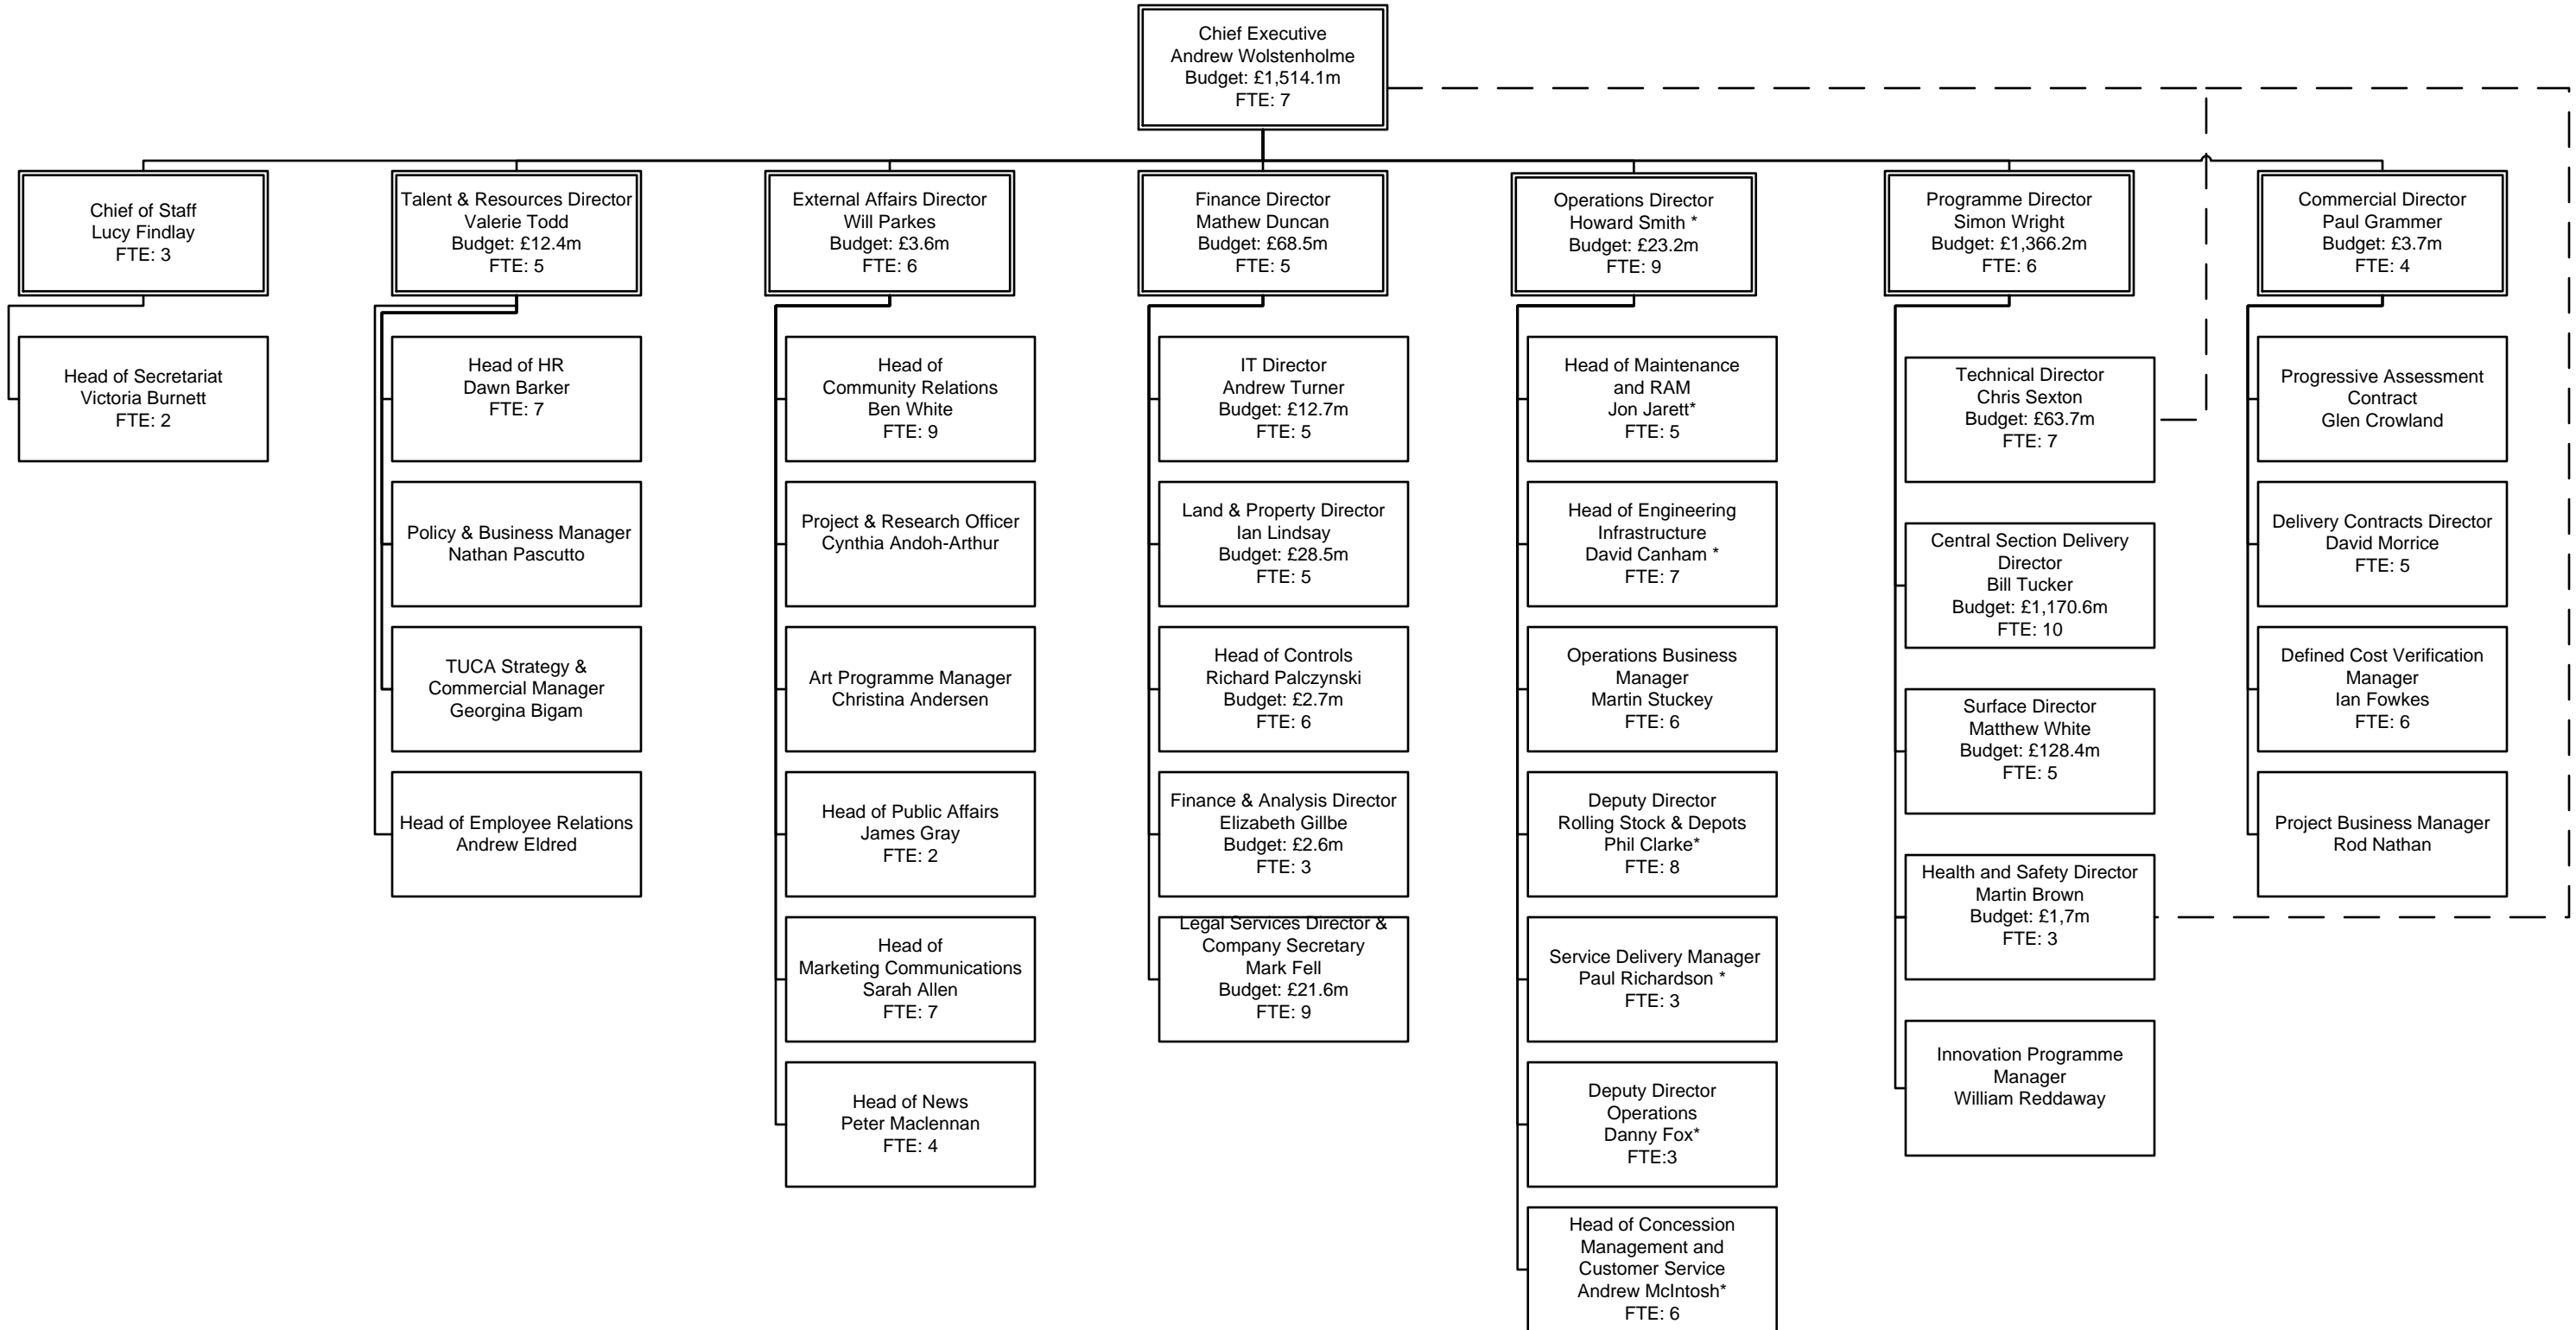 Chief Executive
Andrew Wolstenholme
Budget: £1,514.1m
FTE: 7
Chief of Staff
Lucy Findlay
FTE: 3
Head of Secretariat
Victoria Burnett
FTE: 2
Talent & Resources Director
Valerie Todd
Budget: £12.4m
FTE: 5
Head of HR
Dawn Barker
FTE: 7
Policy & Business Manager
Nathan Pascutto
TUCA Strategy &
Commercial Manager
Georgina Bigam
Head of Employee Relations
Andrew Eldred
External Affairs Director
Will Parkes
Budget: £3.6m
FTE: 6
Head of
Community Relations
Ben White
FTE: 9
Project & Research Officer
Cynthia Andoh-Arthur
Art Programme Manager
Christina Andersen
Head of Public Affairs
James Gray
FTE: 2
Head of
Marketing Communications
Sarah Allen
FTE: 7
Head of News
Peter Maclennan
FTE: 4
Finance Director
Mathew Duncan
Budget: £68.5m
FTE: 5
IT Director
Andrew Turner
Budget: £12.7m
FTE: 5
Land & Property Director
Ian Lindsay
Budget: £28.5m
FTE: 5
Head of Controls
Richard Palczynski
Budget: £2.7m
FTE: 6
Finance & Analysis Director
Elizabeth Gillbe
Budget: £2.6m
FTE: 3
Legal Services Director &
Company Secretary
Mark Fell
Budget: £21.6m
FTE: 9
Operations Director
Howard Smith *
Budget: £23.2m
FTE: 9
Head of Maintenance
and RAM
Jon Jarett*
FTE: 5
Head of Engineering
Infrastructure
David Canham *
FTE: 7
Operations Business
Manager
Martin Stuckey
FTE: 6
Deputy Director
Rolling Stock & Depots
Phil Clarke*
FTE: 8
Service Delivery Manager
Paul Richardson *
FTE: 3
Deputy Director
Operations
Danny Fox*
FTE:3
Head of Concession
Management and
Customer Service
Andrew McIntosh*
FTE: 6
Programme Director
Simon Wright
Budget: £1,366.2m
FTE: 6
Technical Director
Chris Sexton
Budget: £63.7m
FTE: 7
Central Section Delivery
Director
Bill Tucker
Budget: £1,170.6m
FTE: 10
Surface Director
Matthew White
Budget: £128.4m
FTE: 5
Health and Safety Director
Martin Brown
Budget: £1,7m
FTE: 3
Innovation Programme
Manager
William Reddaway
Commercial Director
Paul Grammer
Budget: £3.7m
FTE: 4
Progressive Assessment
Contract
Glen Crowland
Delivery Contracts Director
David Morrice
FTE: 5
Defined Cost Verification
Manager
Ian Fowkes
FTE: 6
Project Business Manager
Rod Nathan